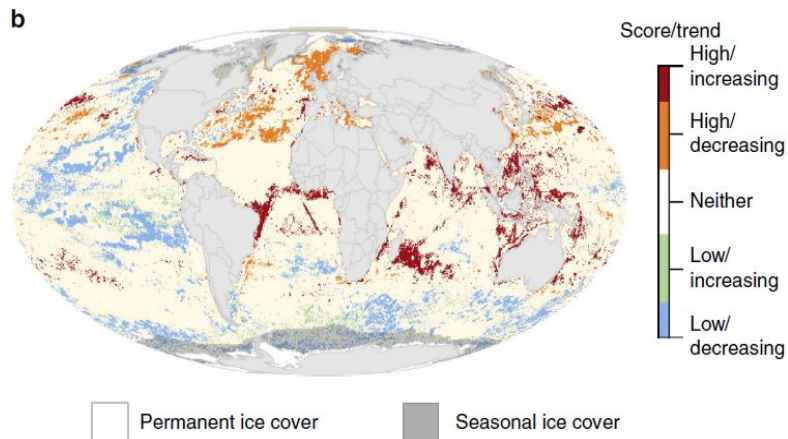 b
Score/trend
High/
increasing
High/
decreasing
Neither
Low/
increasing
Low/
decreasing
Permanent ice cover
Seasonal ice cover